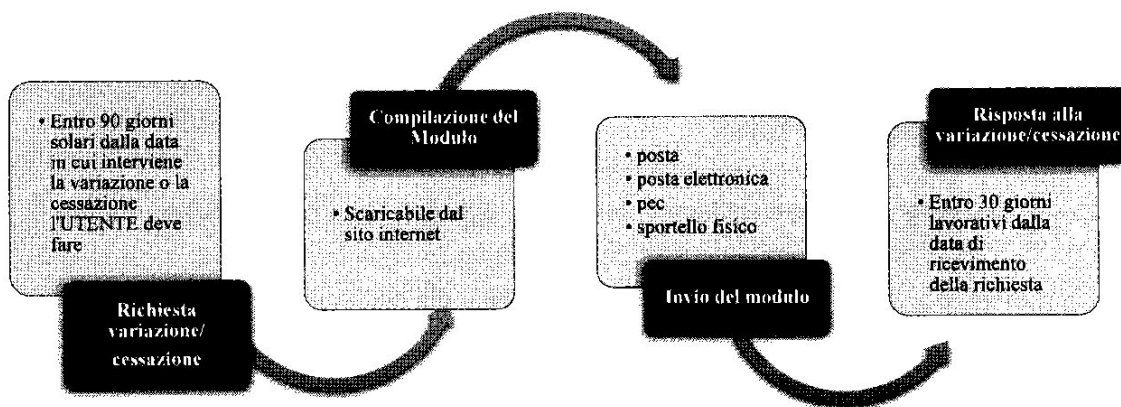 • Entro 90 giorni
solari dalla data
in cui interviene
la variazione o la
cessazione
l'UTENTE deve
fare
Richiesta
variazione/
cessazione
Compilazione del
Modulo
• Scaricabile dal
sito internet
• posta
• posta elettronica
• pec
• sportello fisico
Invio del modulo
Risposta alla
variazione/cessazione
• Entro 30 giorni
lavorativi dalla
data di
ricevimento
della richiesta